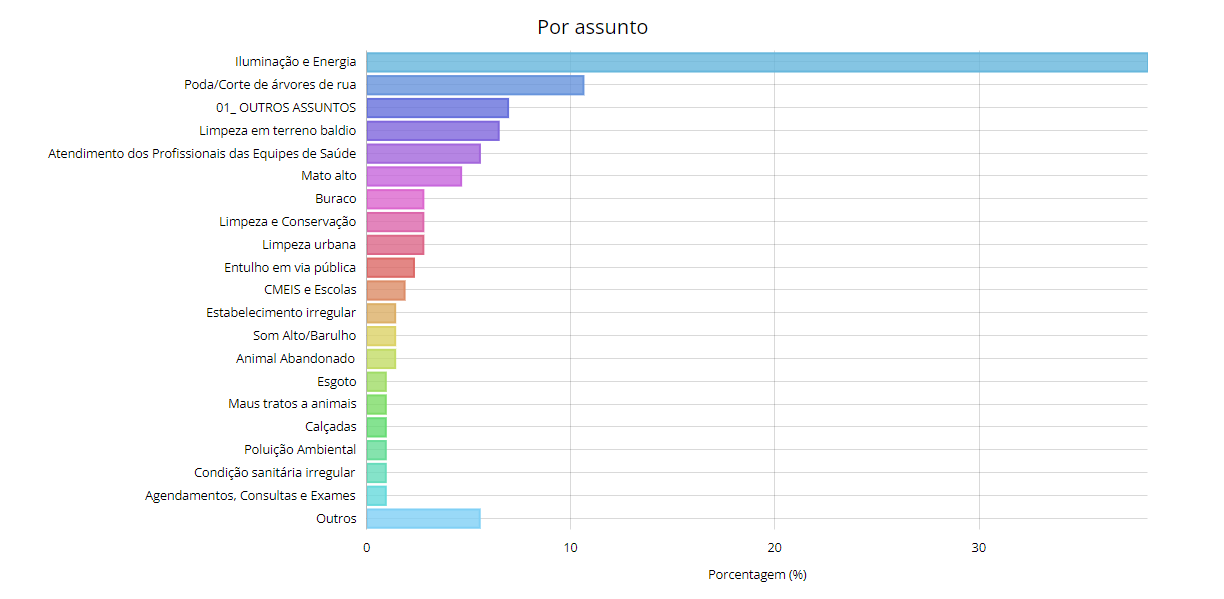 Por assunto
Iluminação e Energia
Poda/Corte de árvores de rua
01_ OUTROS ASSUNTOS
Limpeza em terreno baldio
Atendimento dos Profissionais das Equipes de Saúde
Mato alto
Buraco
Limpeza e Conservação
Limpeza urbana
Entulho em via pública
CMEIS e Escolas
Estabelecimento irregular
Som Alto/Barulho
Animal Abandonado
Esgoto
Maus tratos a animais
Calçadas
Poluição Ambiental
Condição sanitária irregular
Agendamentos, Consultas e Exames
Outros
0 10 20 30
Porcentagem (%)